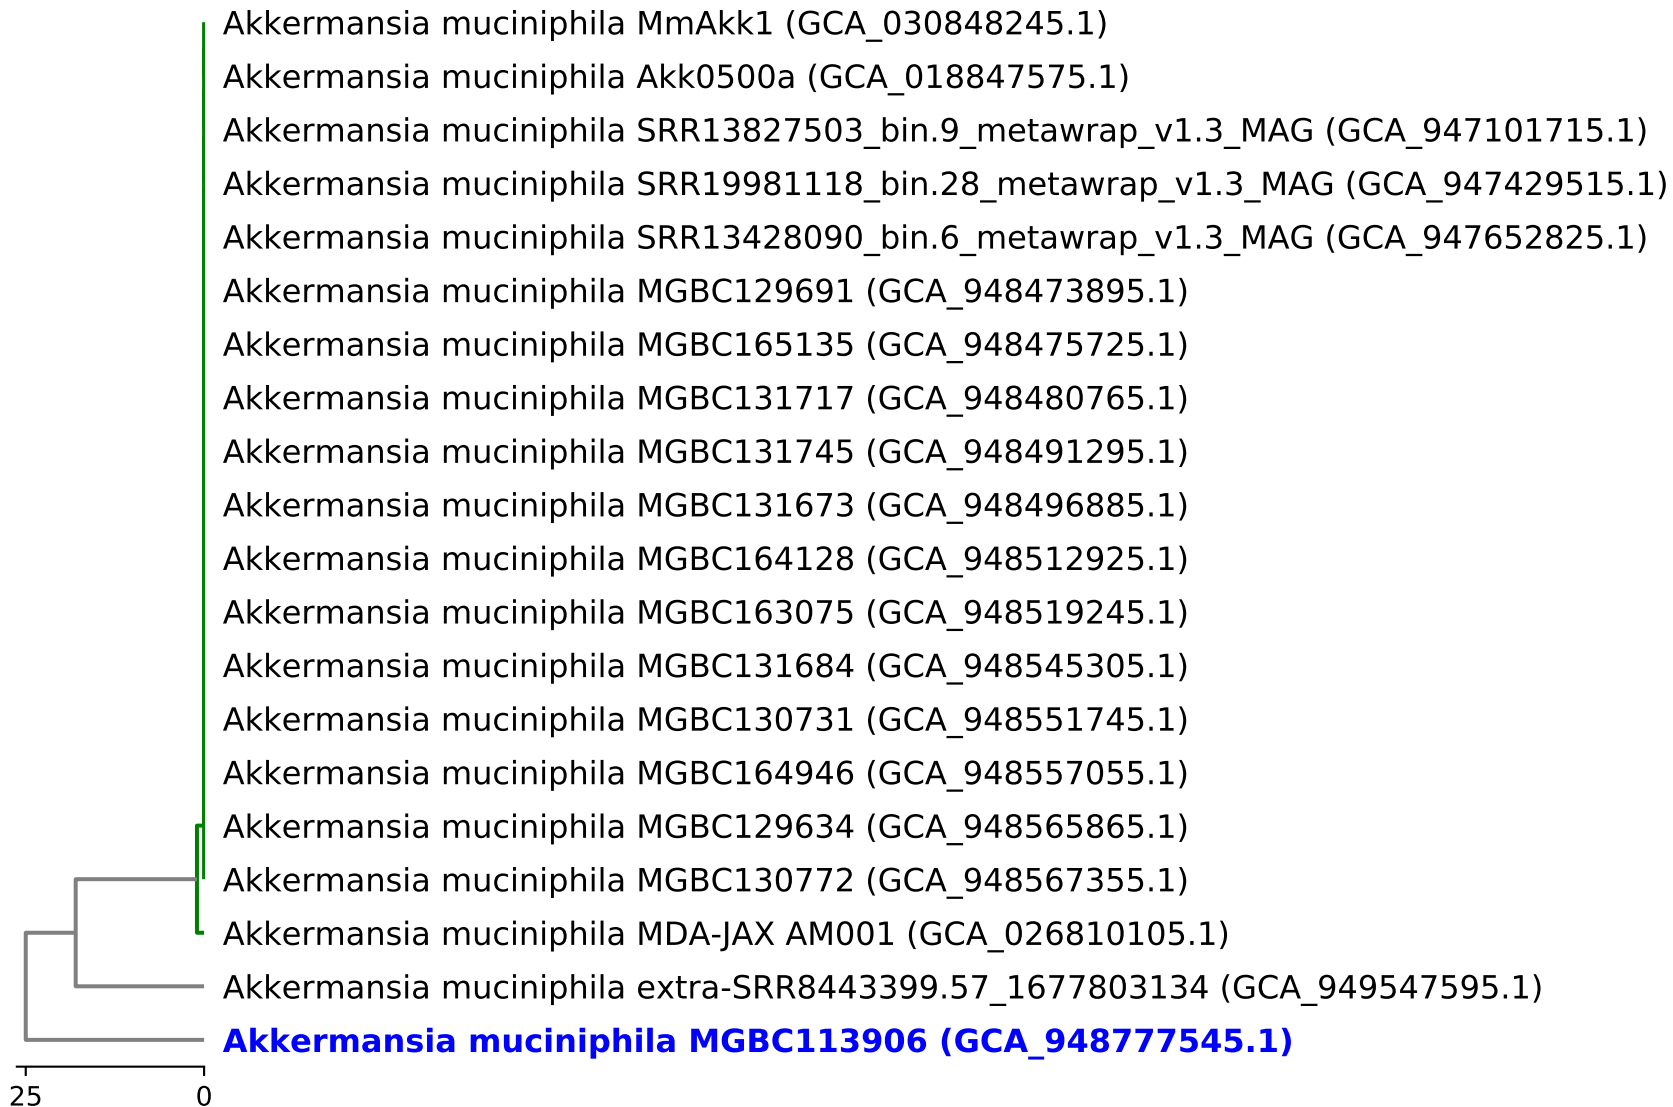 Akkermansia muciniphila MmAkk1 (GCA_030848245.1)
Akkermansia muciniphila Akk0500a (GCA_018847575.1)
Akkermansia muciniphila SRR13827503_bin.9_metawrap_v1.3_MAG (GCA_947101715.1)
Akkermansia muciniphila SRR19981118_bin.28_metawrap_v1.3_MAG (GCA_947429515.1)
Akkermansia muciniphila SRR13428090_bin.6_metawrap_v1.3_MAG (GCA_947652825.1)
Akkermansia muciniphila MGBC129691 (GCA_948473895.1)
Akkermansia muciniphila MGBC165135 (GCA_948475725.1)
Akkermansia muciniphila MGBC131717 (GCA_948480765.1)
Akkermansia muciniphila MGBC131745 (GCA_948491295.1)
Akkermansia muciniphila MGBC131673 (GCA_948496885.1)
Akkermansia muciniphila MGBC164128 (GCA_948512925.1)
Akkermansia muciniphila MGBC163075 (GCA_948519245.1)
Akkermansia muciniphila MGBC131684 (GCA_948545305.1)
Akkermansia muciniphila MGBC130731 (GCA_948551745.1)
Akkermansia muciniphila MGBC164946 (GCA_948557055.1)
Akkermansia muciniphila MGBC129634 (GCA_948565865.1)
Akkermansia muciniphila MGBC130772 (GCA_948567355.1)
Akkermansia muciniphila MDA-JAX AM001 (GCA_026810105.1)
Akkermansia muciniphila extra-SRR8443399.57_1677803134 (GCA_949547595.1)
Akkermansia muciniphila MGBC113906 (GCA_948777545.1)
25 0